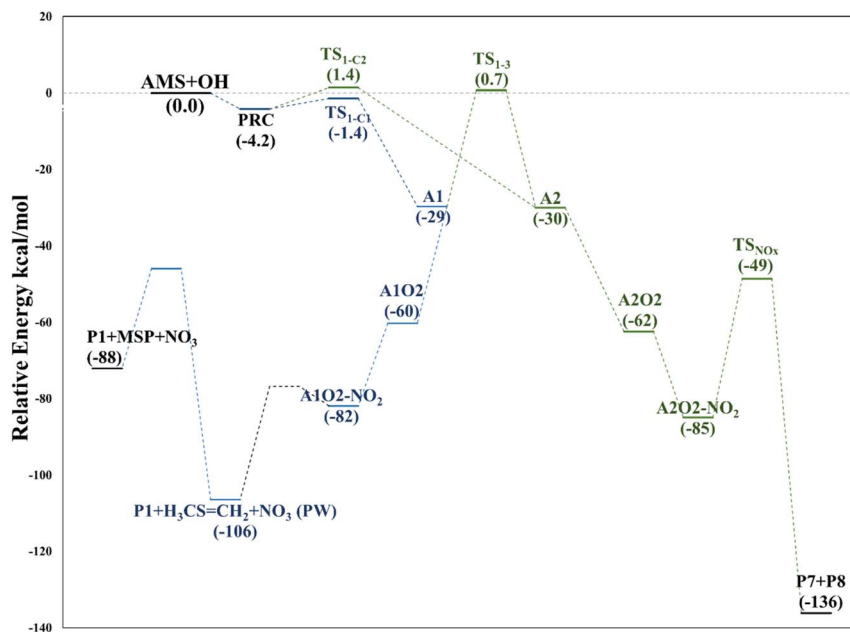 20
0
-20
-40
-60
-80
-100
-120
-140
Relative Energy kcal/mol
AMS+OH
(0.0)
PRC
(-4.2)
TS1-C2
(1.4)
TS1-C1
(-1.4)
TS1-3
(0.7)
A1
(-29)
A2
(-30)
A1O2
(-60)
A2O2
(-62)
TSNOx
(-49)
P1+MSP+NO3
(-88)
A1O2-NO2
(-82)
A2O2-NO2
(-85)
P1+H3CS=CH2+NO3 (PW)
(-106)
P7+P8
(-136)